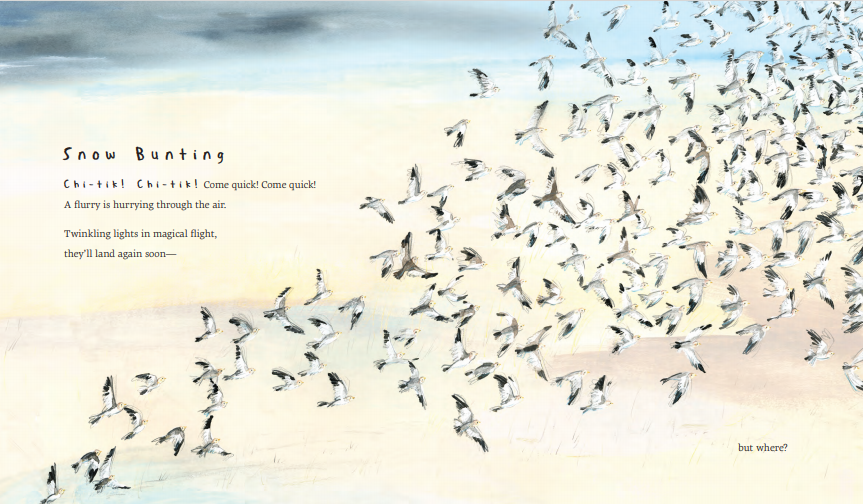 Snow Bunting
Chi-tik! Chi-tik! Come quick! Come quick!
A flurry is hurrying through the air.
Twinkling lights in magical flight,
they'll land again soon—
but where?